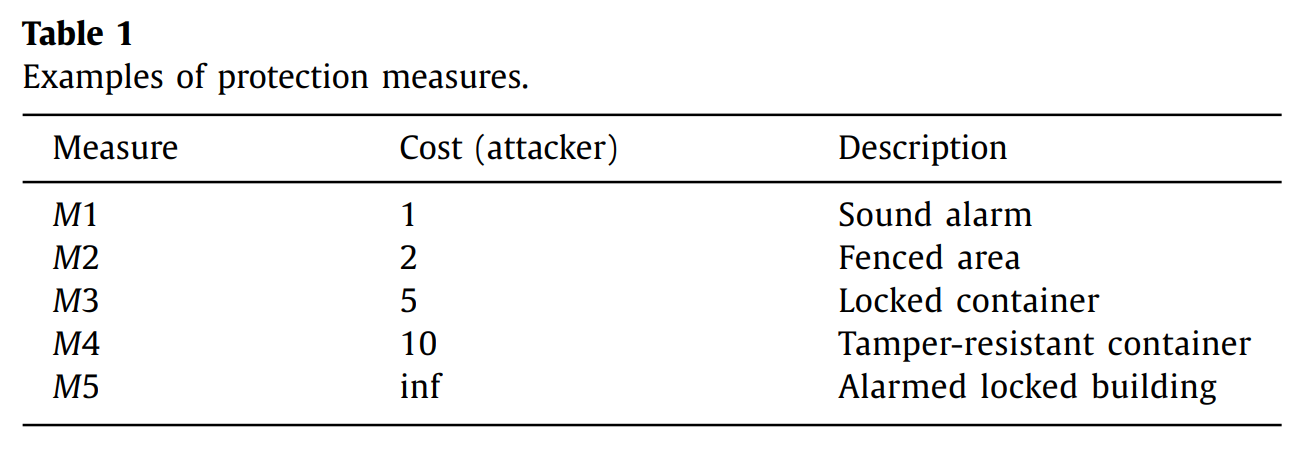 Table 1
Examples of protection measures.
Measure Cost (attacker) Description
M1 1 Sound alarm
M2 2 Fenced area
M3 5 Locked container
M4 10 Tamper-resistant container
M5 inf Alarmed locked building